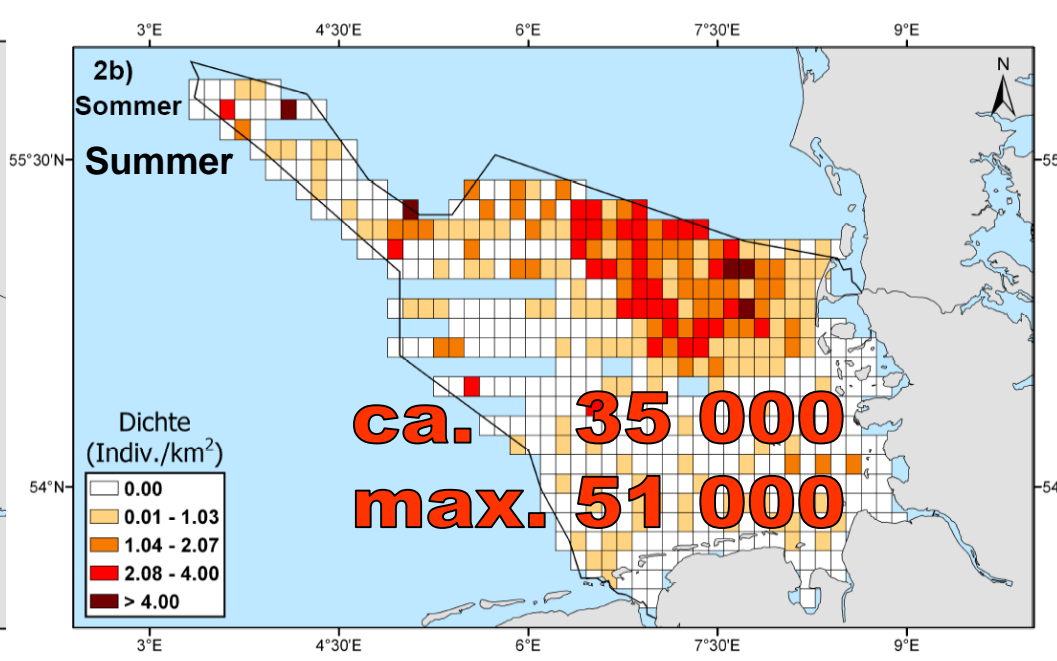 3°E 4°30'E 6°E 7°30'E 9°E
2b)
Sommer
Summer
N
55°30'N
55
ca. 35 000
max. 51 000
Dichte
(Indiv./km²)
0.00
0.01 - 1.03
1.04 - 2.07
2.08 - 4.00
> 4.00
54°N
54
3°E 4°30'E 6°E 7°30'E 9°E